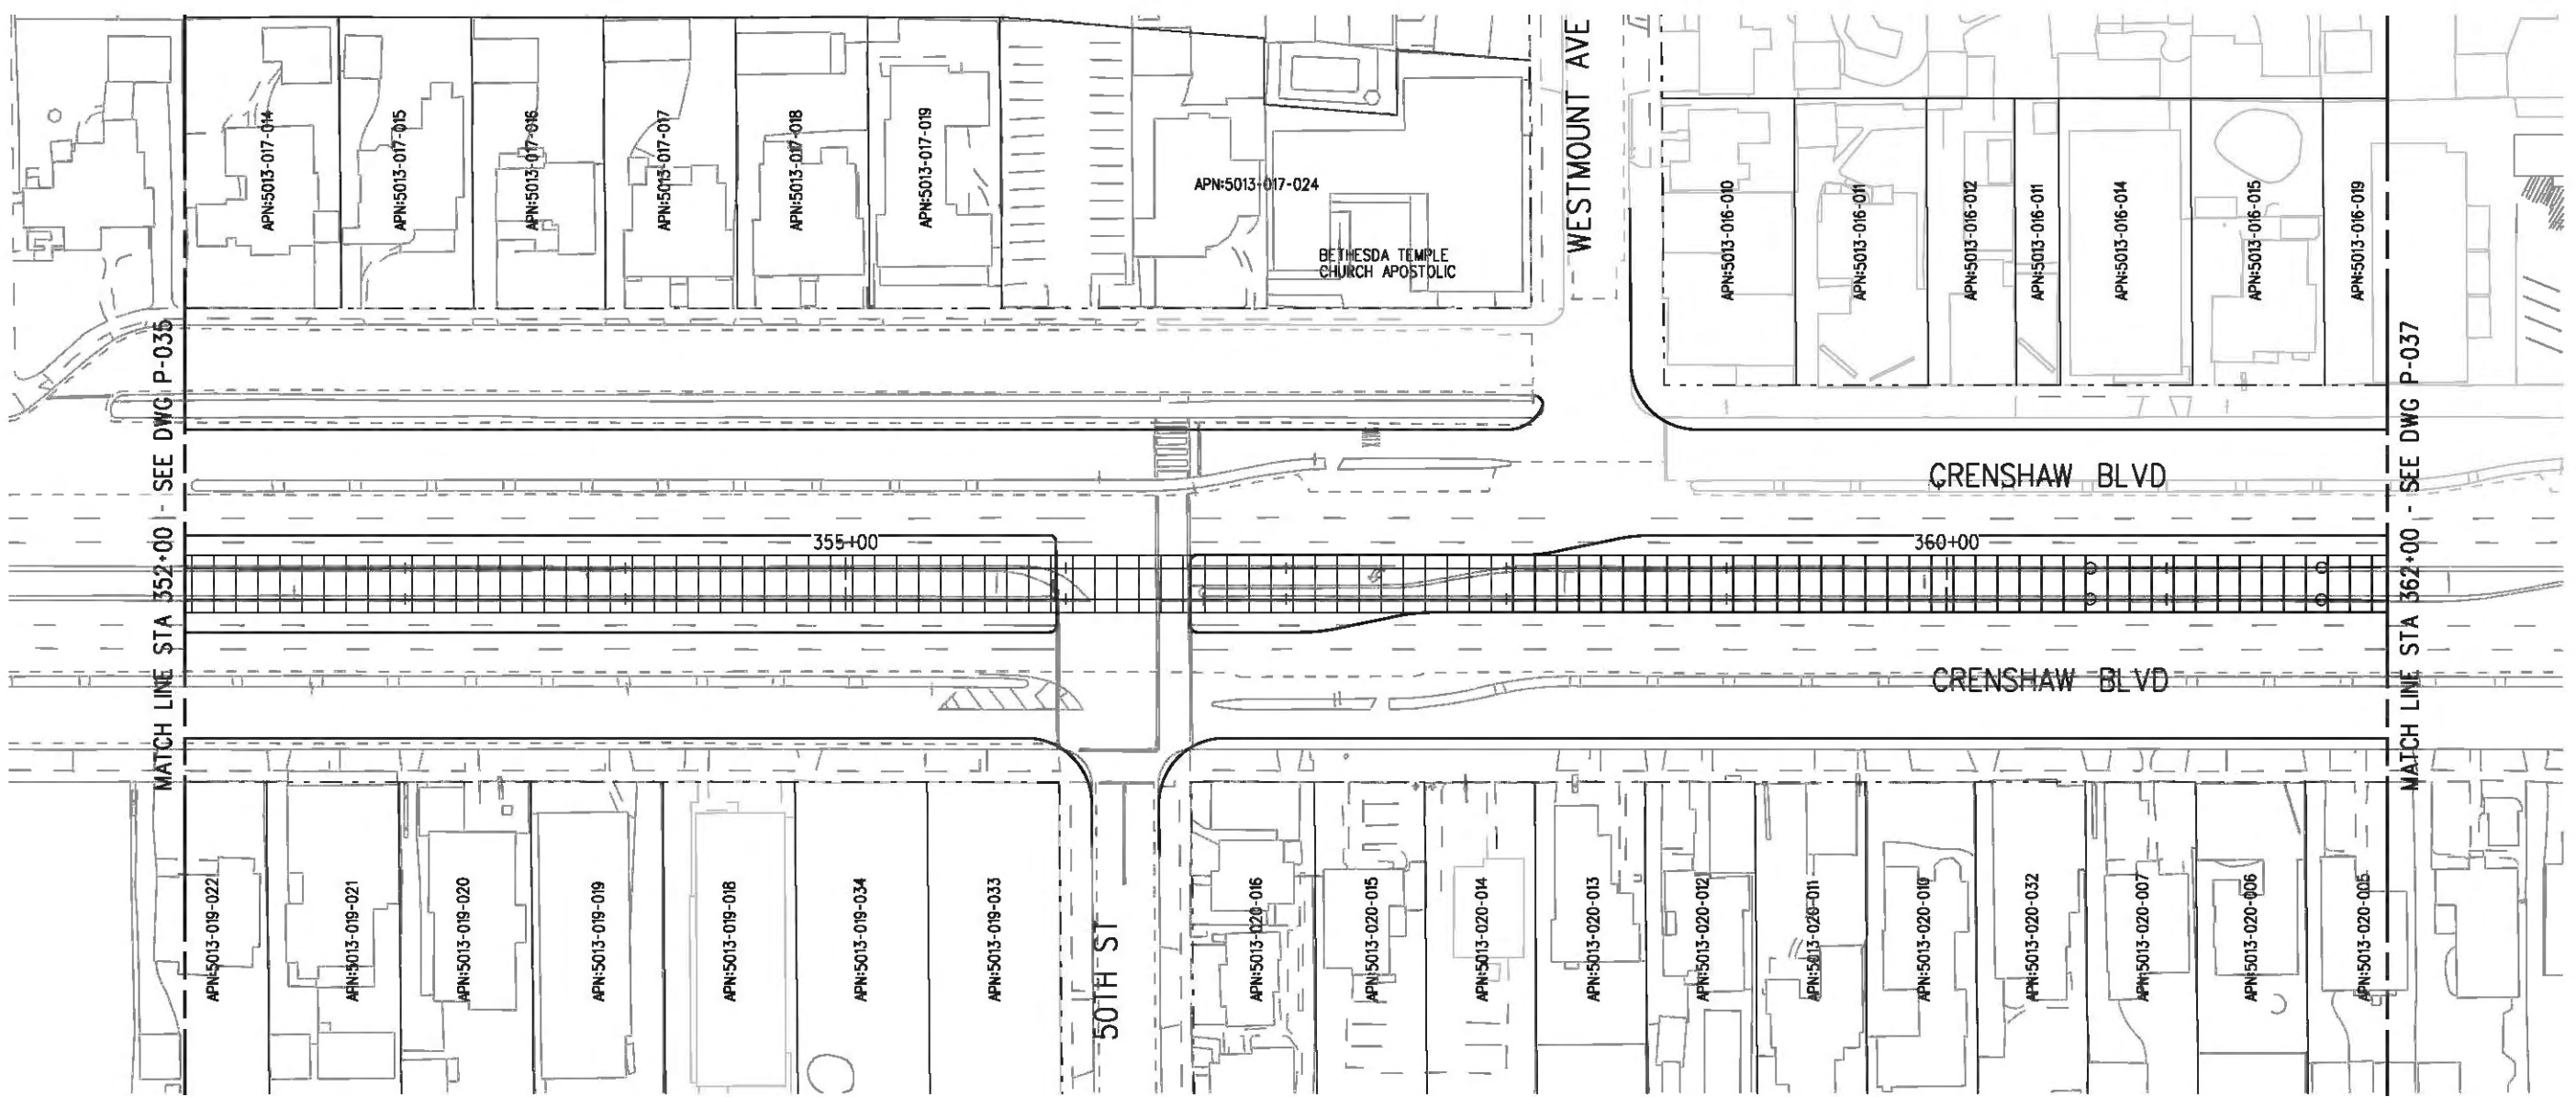 WESTMOUNT AVE
APN:5013-017-014
APN:5013-017-015
APN:5013-017-016
APN:5013-017-017
APN:5013-017-018
APN:5013-017-019
APN:5013-017-024
BETHESDA TEMPLE
CHURCH APOSTOLIC
APN:5013-016-010
APN:5013-016-011
APN:5013-016-012
APN:5013-016-011
APN:5013-016-014
APN:5013-016-015
APN:5013-016-019
MATCH LINE STA 352+00 - SEE DWG P-035
CRENSHAW BLVD
355+00
360+00
CRENSHAW BLVD
MATCH LINE STA 362+00 - SEE DWG P-037
APN:5013-019-022
APN:5013-019-021
APN:5013-019-020
APN:5013-019-019
APN:5013-019-018
APN:5013-019-034
APN:5013-019-033
50TH ST
APN:5013-020-016
APN:5013-020-015
APN:5013-020-014
APN:5013-020-013
APN:5013-020-012
APN:5013-020-011
APN:5013-020-010
APN:5013-020-032
APN:5013-020-007
APN:5013-020-006
APN:5013-020-005